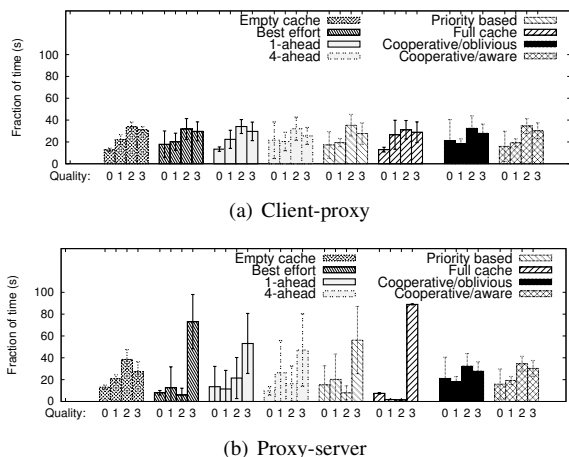 Empty cache
Best effort
1-ahead
4-ahead
Priority based
Full cache
Cooperative/oblivious
Cooperative/aware
Fraction of time (s)
100
80
60
40
20
0
Quality: 0 1 2 3 0 1 2 3 0 1 2 3 0 1 2 3 0 1 2 3 0 1 2 3 0 1 2 3 0 1 2 3
(a) Client-proxy
Empty cache
Best effort
1-ahead
4-ahead
Priority based
Full cache
Cooperative/oblivious
Cooperative/aware
Fraction of time (s)
100
80
60
40
20
0
Quality: 0 1 2 3 0 1 2 3 0 1 2 3 0 1 2 3 0 1 2 3 0 1 2 3 0 1 2 3 0 1 2 3
(b) Proxy-server